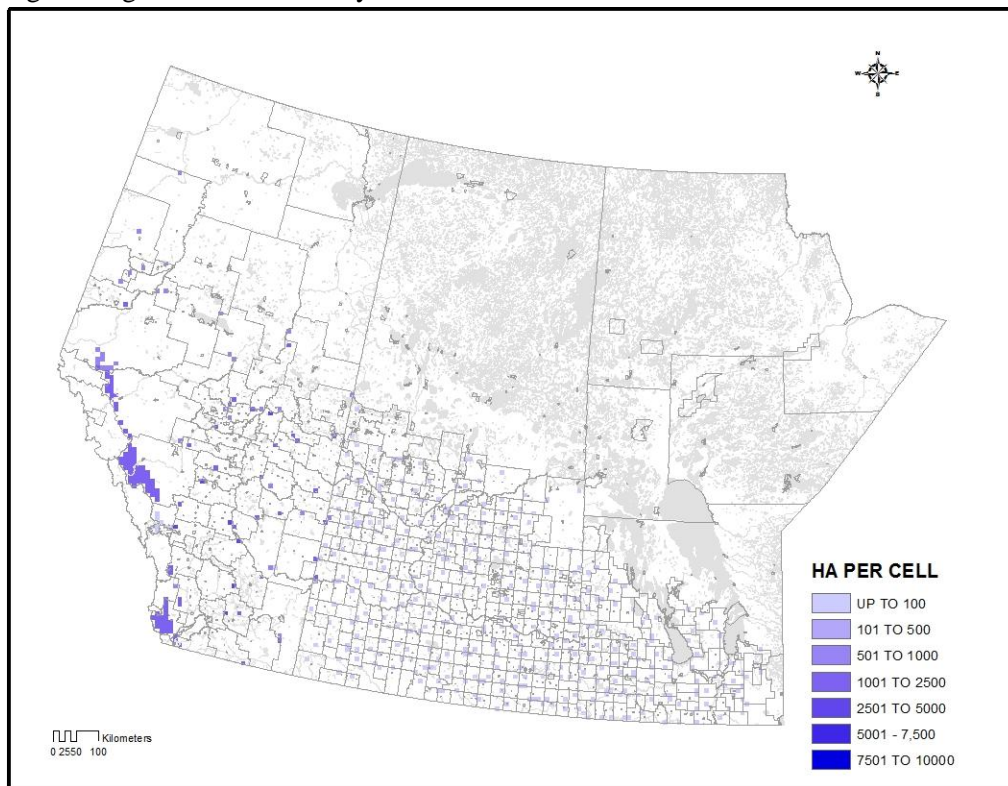 N
W E
S
HA PER CELL
UP TO 100
101 TO 500
501 TO 1000
1001 TO 2500
2501 TO 5000
5001 - 7,500
7501 TO 10000
Kilometers
0 2550 100